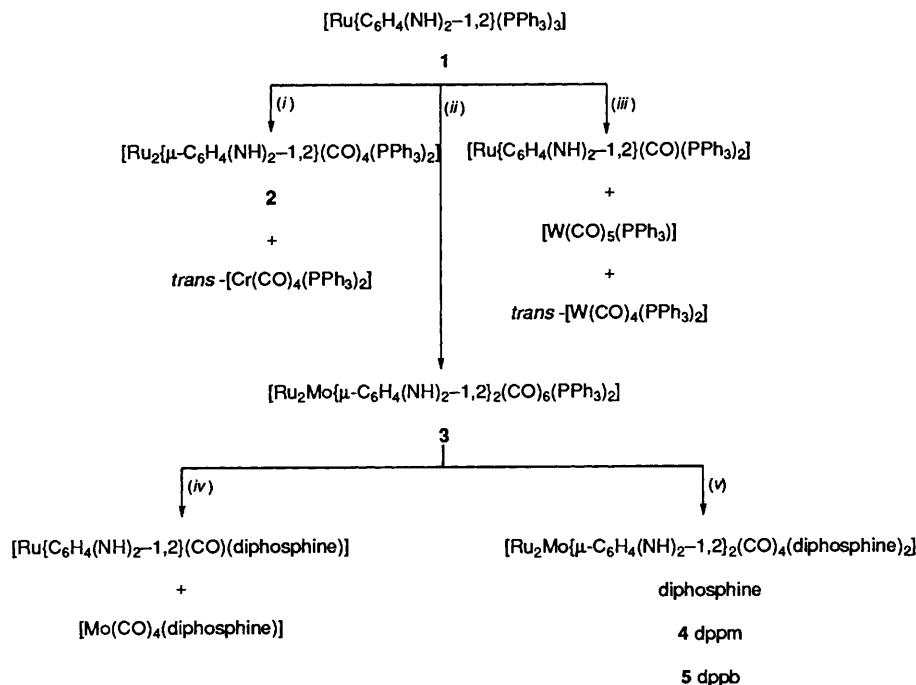 [Ru{C₆H₄(NH)₂–1,2}(PPh₃)₃]
1
(i)
(ii)
(iii)
[Ru₂{μ-C₆H₄(NH)₂–1,2}(CO)₄(PPh₃)₂]
2
+
trans-[Cr(CO)₄(PPh₃)₂]
[Ru{C₆H₄(NH)₂–1,2}(CO)(PPh₃)₂]
+
[W(CO)₅(PPh₃)]
+
trans-[W(CO)₄(PPh₃)₂]
[Ru₂Mo{μ-C₆H₄(NH)₂–1,2}₂(CO)₆(PPh₃)₂]
3
(iv)
(v)
[Ru{C₆H₄(NH)₂–1,2}(CO)(diphosphine)]
+
[Mo(CO)₄(diphosphine)]
[Ru₂Mo{μ-C₆H₄(NH)₂–1,2}₂(CO)₄(diphosphine)₂]
diphosphine
4 dppm
5 dppb